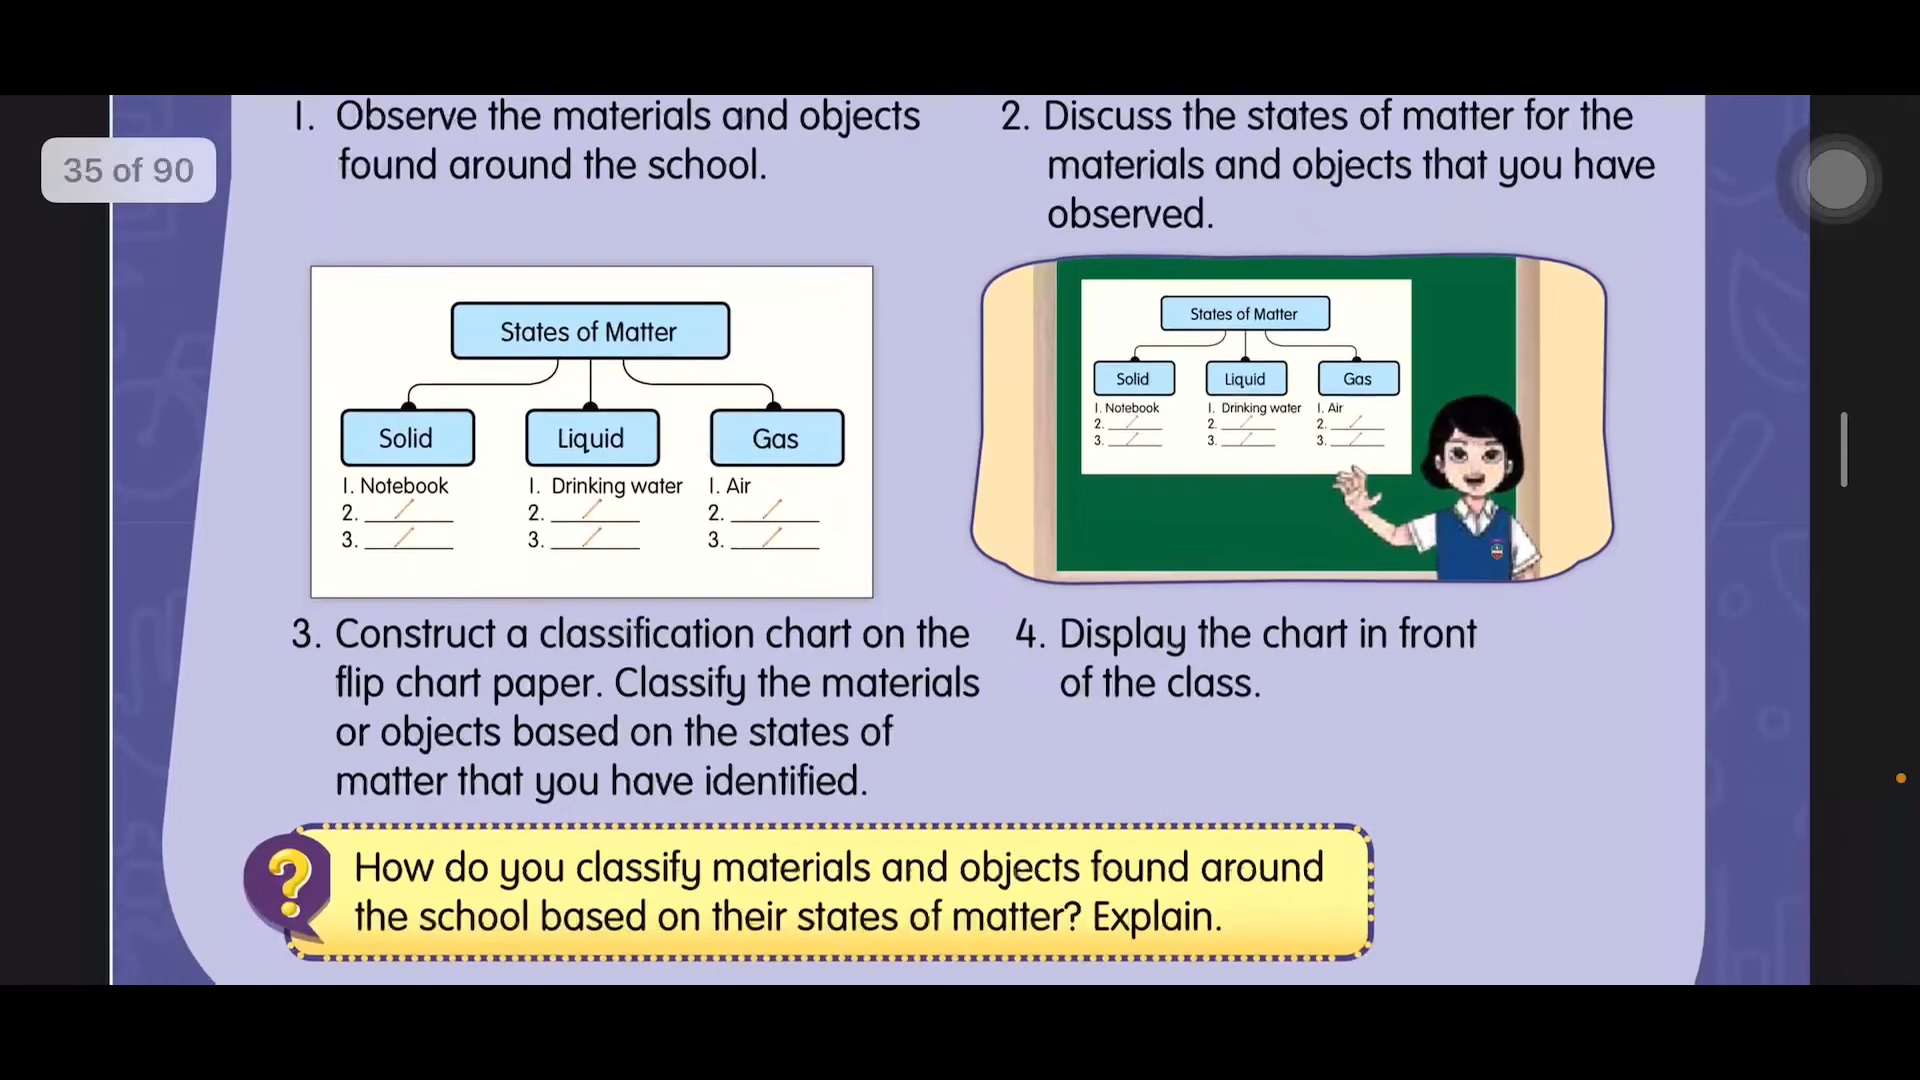 35 of 90
1. Observe the materials and objects
found around the school.
2. Discuss the states of matter for the
materials and objects that you have
observed.
States of Matter
Solid
Liquid
Gas
1. Notebook
2.
3.
1. Drinking water
2.
3.
1. Air
2.
3.
States of Matter
Solid
Liquid
Gas
1. Notebook
2.
3.
1. Drinking water
2.
3.
1. Air
2.
3.
3. Construct a classification chart on the
flip chart paper. Classify the materials
or objects based on the states of
matter that you have identified.
4. Display the chart in front
of the class.
?
How do you classify materials and objects found around
the school based on their states of matter? Explain.